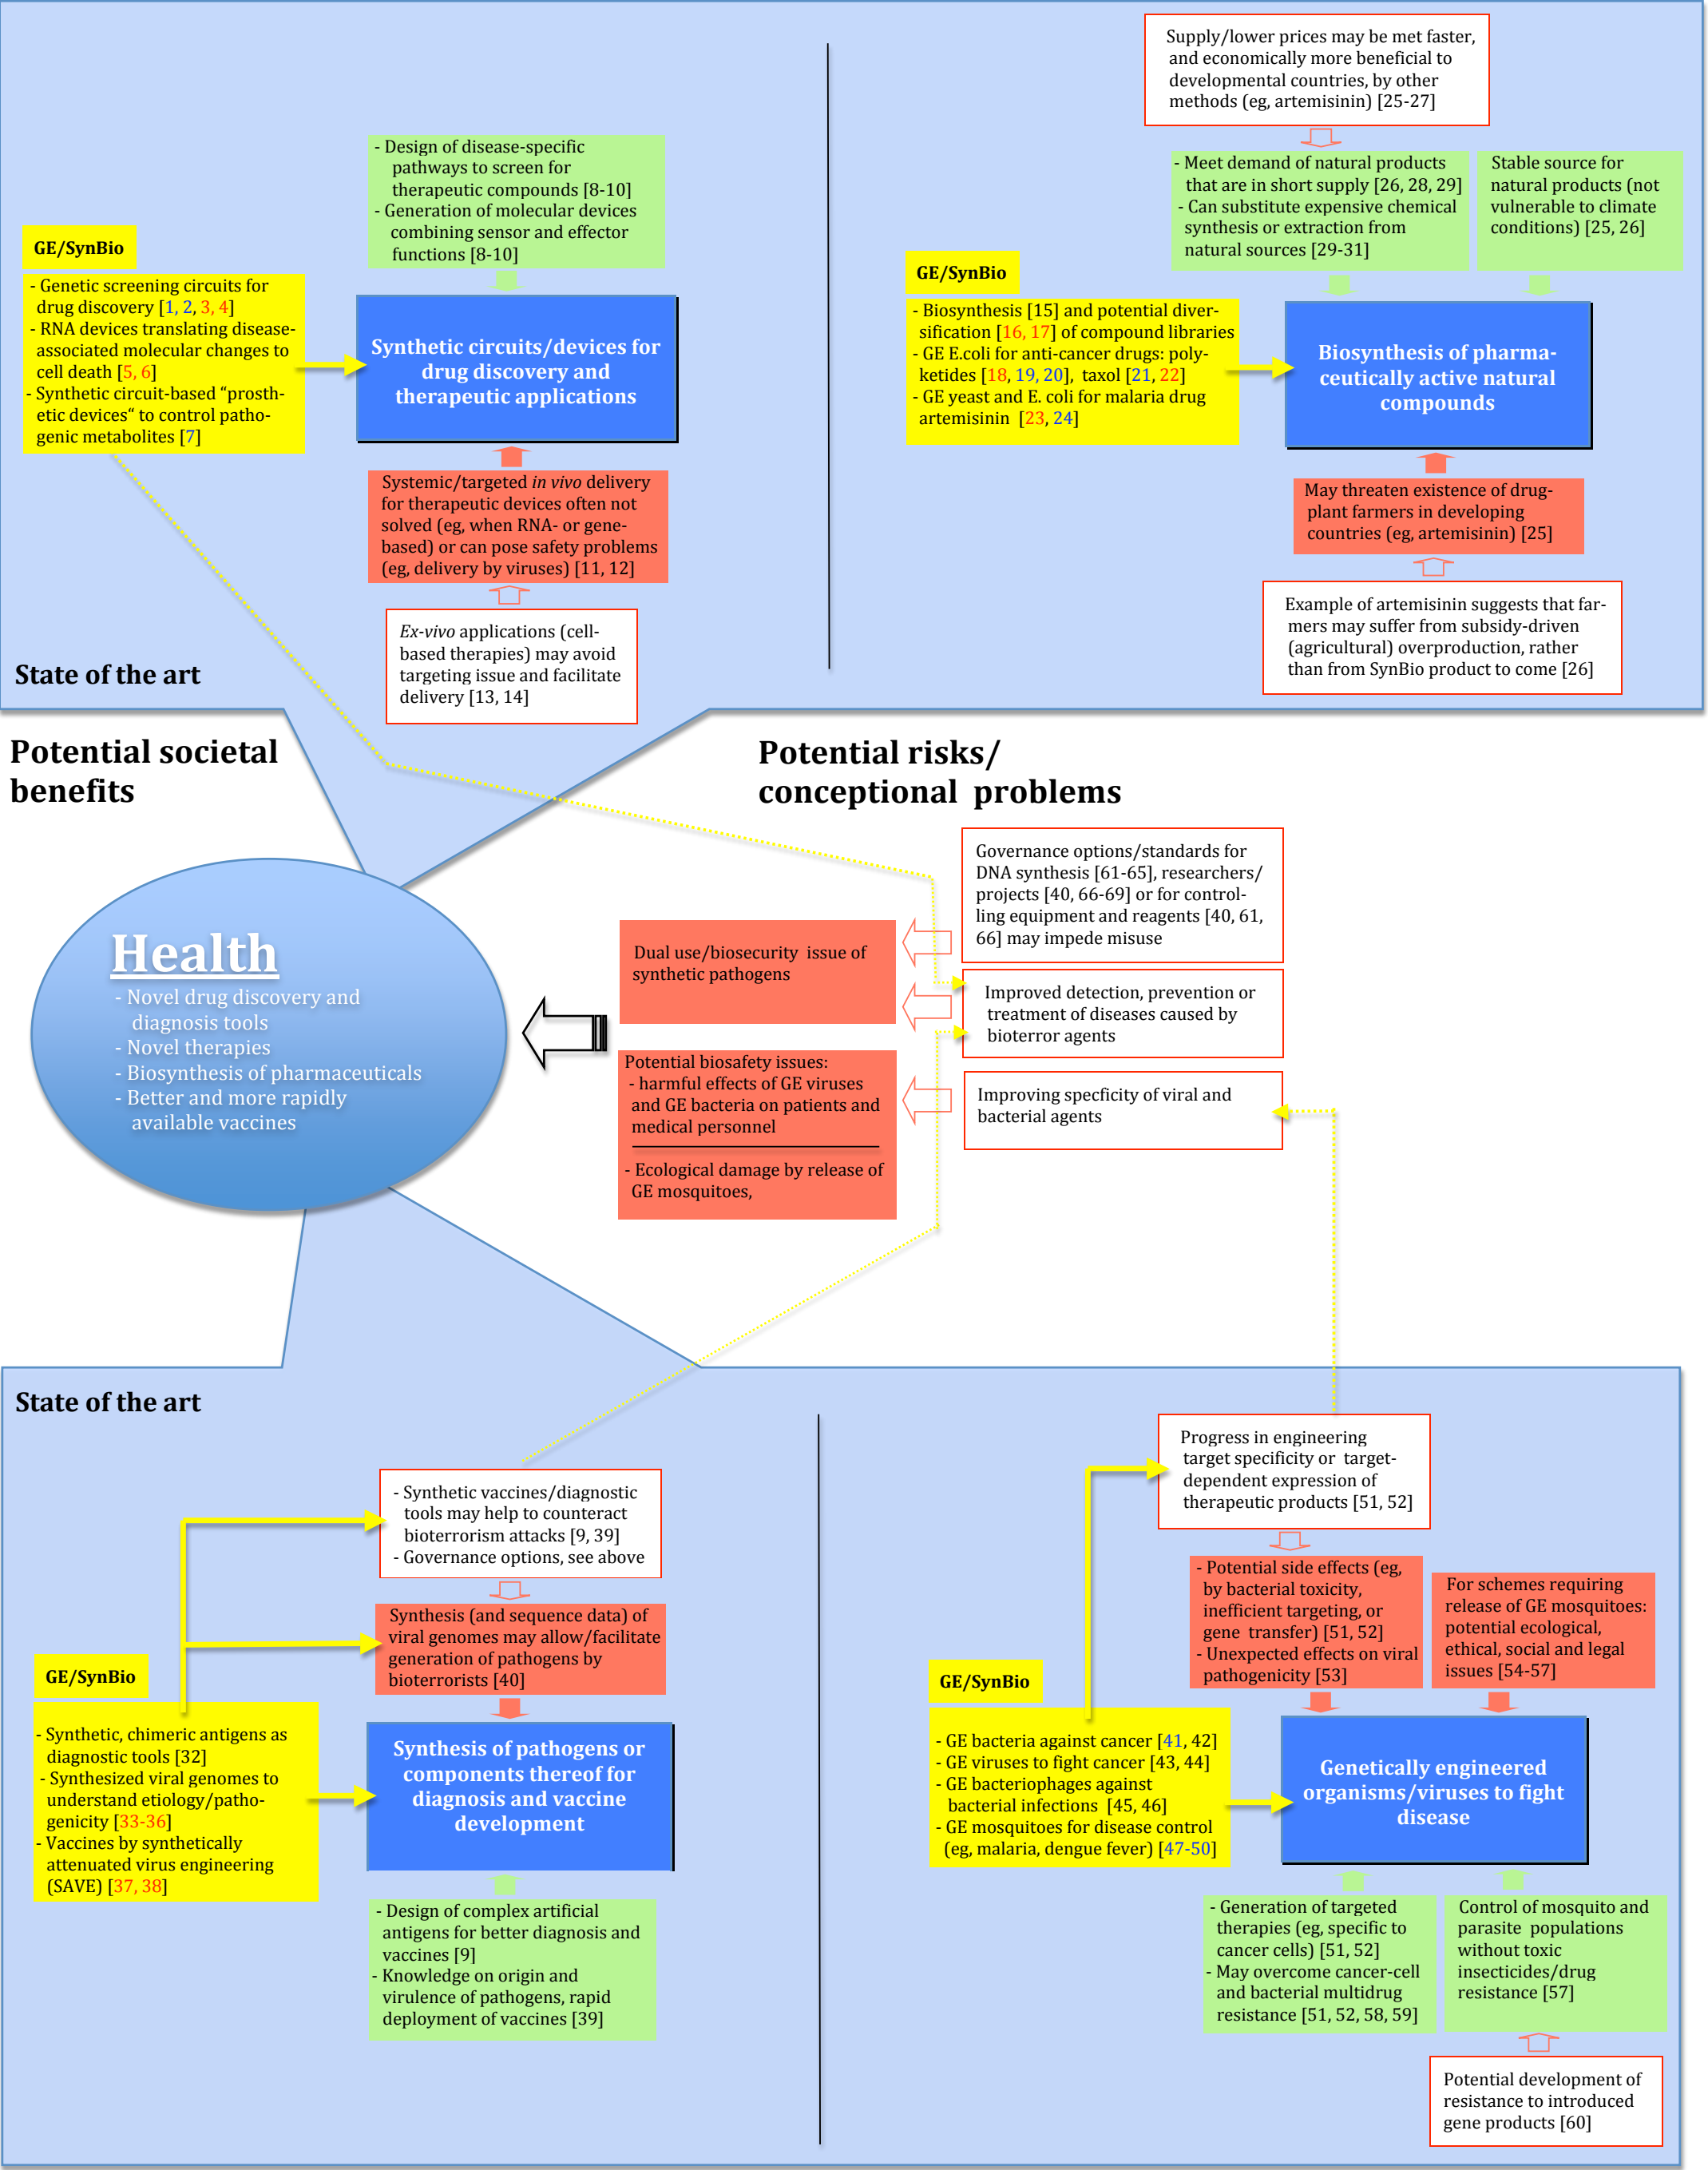 Supply/lower prices may be met faster,
and economically more beneficial to
developmental countries, by other
methods (eg, artemisinin) [25-27]
- Design of disease-specific
pathways to screen for
therapeutic compounds [8-10]
- Generation of molecular devices
combining sensor and effector
functions [8-10]
- Meet demand of natural products
that are in short supply [26, 28, 29]
- Can substitute expensive chemical
synthesis or extraction from
natural sources [29-31]
Stable source for
natural products (not
vulnerable to climate
conditions) [25, 26]
GE/SynBio
- Genetic screening circuits for
drug discovery [1, 2, 3, 4]
- RNA devices translating disease-
associated molecular changes to
cell death [5, 6]
- Synthetic circuit-based “prosth-
etic devices“ to control patho-
genic metabolites [7]
Synthetic circuits/devices for
drug discovery and
therapeutic applications
GE/SynBio
- Biosynthesis [15] and potential diver-
sification [16, 17] of compound libraries
- GE E.coli for anti-cancer drugs: poly-
ketides [18, 19, 20], taxol [21, 22]
- GE yeast and E. coli for malaria drug
artemisinin [23, 24]
Biosynthesis of pharma-
ceutically active natural
compounds
Systemic/targeted in vivo delivery
for therapeutic devices often not
solved (eg, when RNA- or gene-
based) or can pose safety problems
(eg, delivery by viruses) [11, 12]
May threaten existence of drug-
plant farmers in developing
countries (eg, artemisinin) [25]
Ex-vivo applications (cell-
based therapies) may avoid
targeting issue and facilitate
delivery [13, 14]
Example of artemisinin suggests that far-
mers may suffer from subsidy-driven
(agricultural) overproduction, rather
than from SynBio product to come [26]
State of the art
Potential societal
benefits
Potential risks/
conceptional problems
Health
- Novel drug discovery and
diagnosis tools
- Novel therapies
- Biosynthesis of pharmaceuticals
- Better and more rapidly
available vaccines
Dual use/biosecurity issue of
synthetic pathogens
Potential biosafety issues:
- harmful effects of GE viruses
and GE bacteria on patients and
medical personnel
- Ecological damage by release of
GE mosquitoes,
Governance options/standards for
DNA synthesis [61-65], researchers/
projects [40, 66-69] or for control-
ling equipment and reagents [40, 61,
66] may impede misuse
Improved detection, prevention or
treatment of diseases caused by
bioterror agents
Improving specficity of viral and
bacterial agents
State of the art
- Synthetic vaccines/diagnostic
tools may help to counteract
bioterrorism attacks [9, 39]
- Governance options, see above
Synthesis (and sequence data) of
viral genomes may allow/facilitate
generation of pathogens by
bioterrorists [40]
GE/SynBio
- Synthetic, chimeric antigens as
diagnostic tools [32]
- Synthesized viral genomes to
understand etiology/patho-
genicity [33-36]
- Vaccines by synthetically
attenuated virus engineering
(SAVE) [37, 38]
Synthesis of pathogens or
components thereof for
diagnosis and vaccine
development
- Design of complex artificial
antigens for better diagnosis and
vaccines [9]
- Knowledge on origin and
virulence of pathogens, rapid
deployment of vaccines [39]
Progress in engineering
target specificity or target-
dependent expression of
therapeutic products [51, 52]
- Potential side effects (eg,
by bacterial toxicity,
inefficient targeting, or
gene transfer) [51, 52]
- Unexpected effects on viral
pathogenicity [53]
For schemes requiring
release of GE mosquitoes:
potential ecological,
ethical, social and legal
issues [54-57]
GE/SynBio
- GE bacteria against cancer [41, 42]
- GE viruses to fight cancer [43, 44]
- GE bacteriophages against
bacterial infections [45, 46]
- GE mosquitoes for disease control
(eg, malaria, dengue fever) [47-50]
Genetically engineered
organisms/viruses to fight
disease
- Generation of targeted
therapies (eg, specific to
cancer cells) [51, 52]
- May overcome cancer-cell
and bacterial multidrug
resistance [51, 52, 58, 59]
Control of mosquito and
parasite populations
without toxic
insecticides/drug
resistance [57]
Potential development of
resistance to introduced
gene products [60]